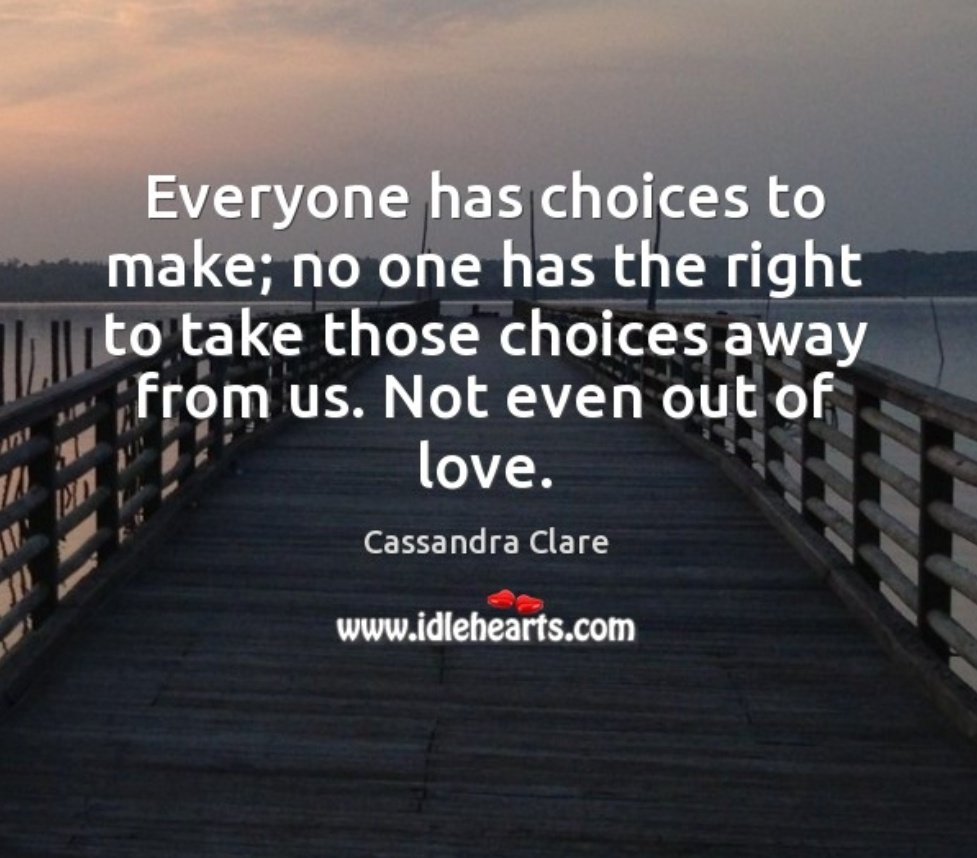 Everyone has choices to
make; no one has the right
to take those choices away
from us. Not even out of
love.
Cassandra Clare
www.idlehearts.com